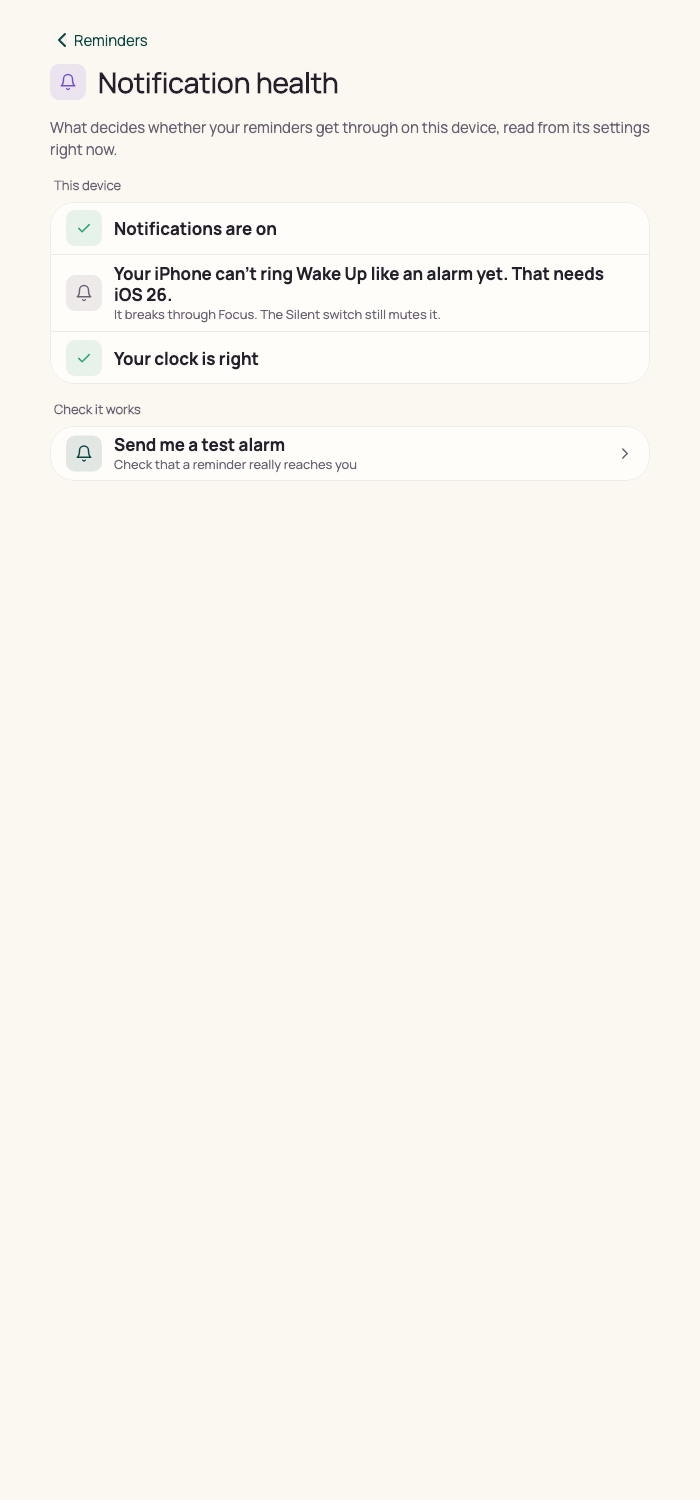 Reminders
Notification health
What decides whether your reminders get through on this device, read from its settings
right now.
This device
Notifications are on
Your iPhone can’t ring Wake Up like an alarm yet. That needs
iOS 26.
It breaks through Focus. The Silent switch still mutes it.
Your clock is right
Check it works
Send me a test alarm
Check that a reminder really reaches you